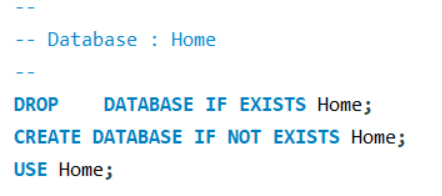 --
-- Database : Home
--
DROP    DATABASE IF EXISTS Home;
CREATE DATABASE IF NOT EXISTS Home;
USE Home;